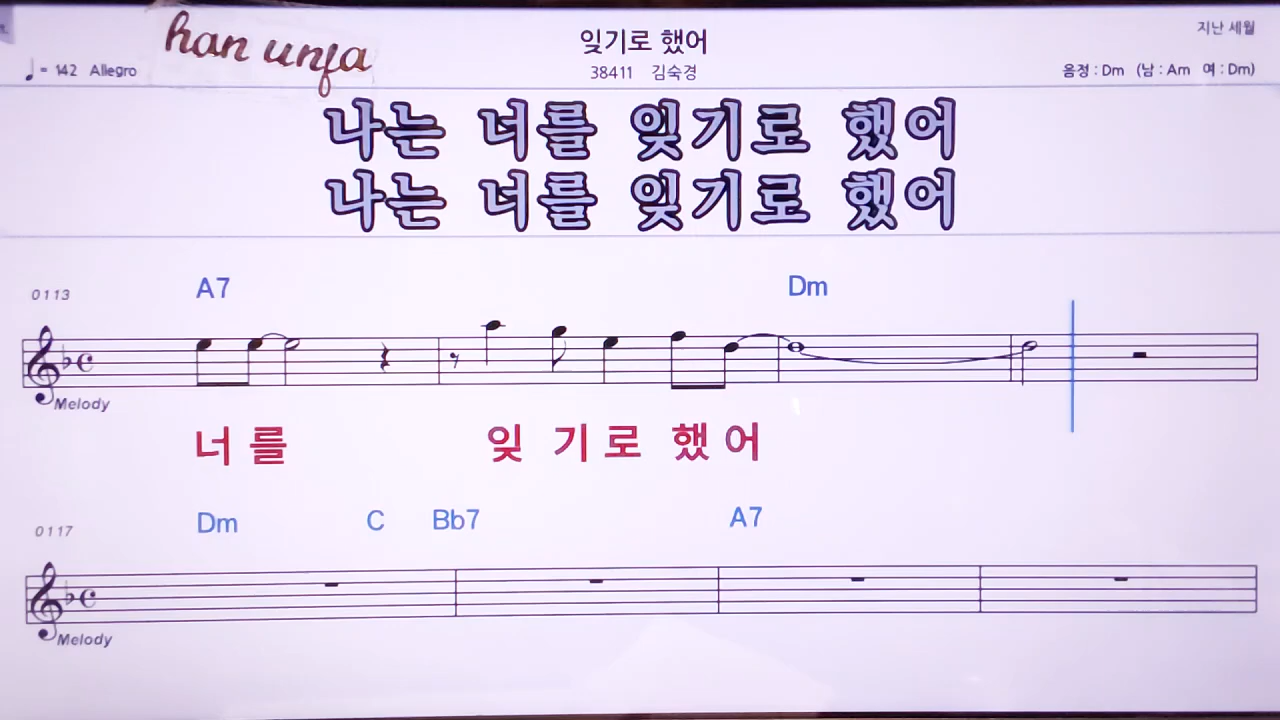 han unfa
지난 세월
잊기로 했어
♩ = 142 Allegro
38411 김숙경
음정 : Dm (남 : Am 여 : Dm)
나는 너를 잊기로 했어
나는 너를 잊기로 했어
0113 A7 Dm
Melody
너를 잊기로 했어
0117 Dm C Bb7 A7
Melody